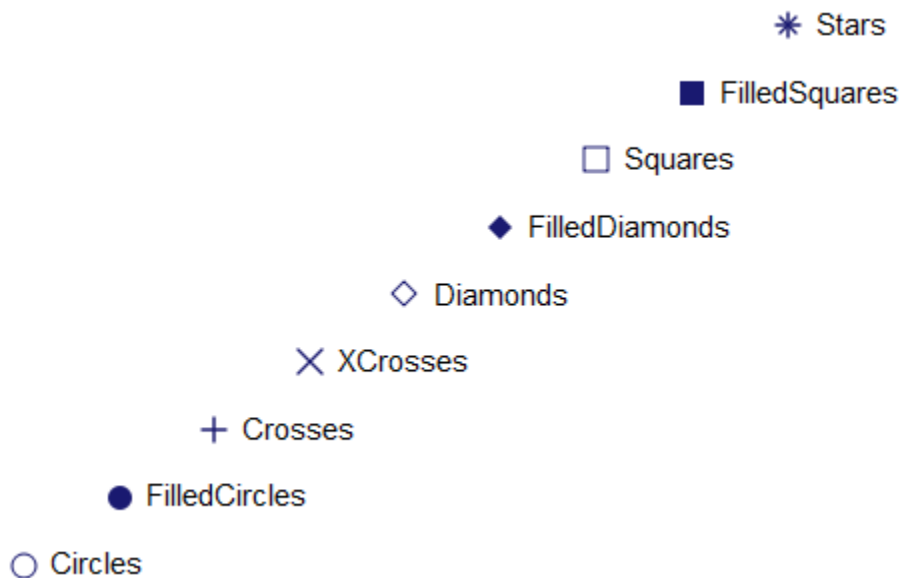 Stars
FilledSquares
Squares
FilledDiamonds
Diamonds
XCrosses
Crosses
FilledCircles
Circles